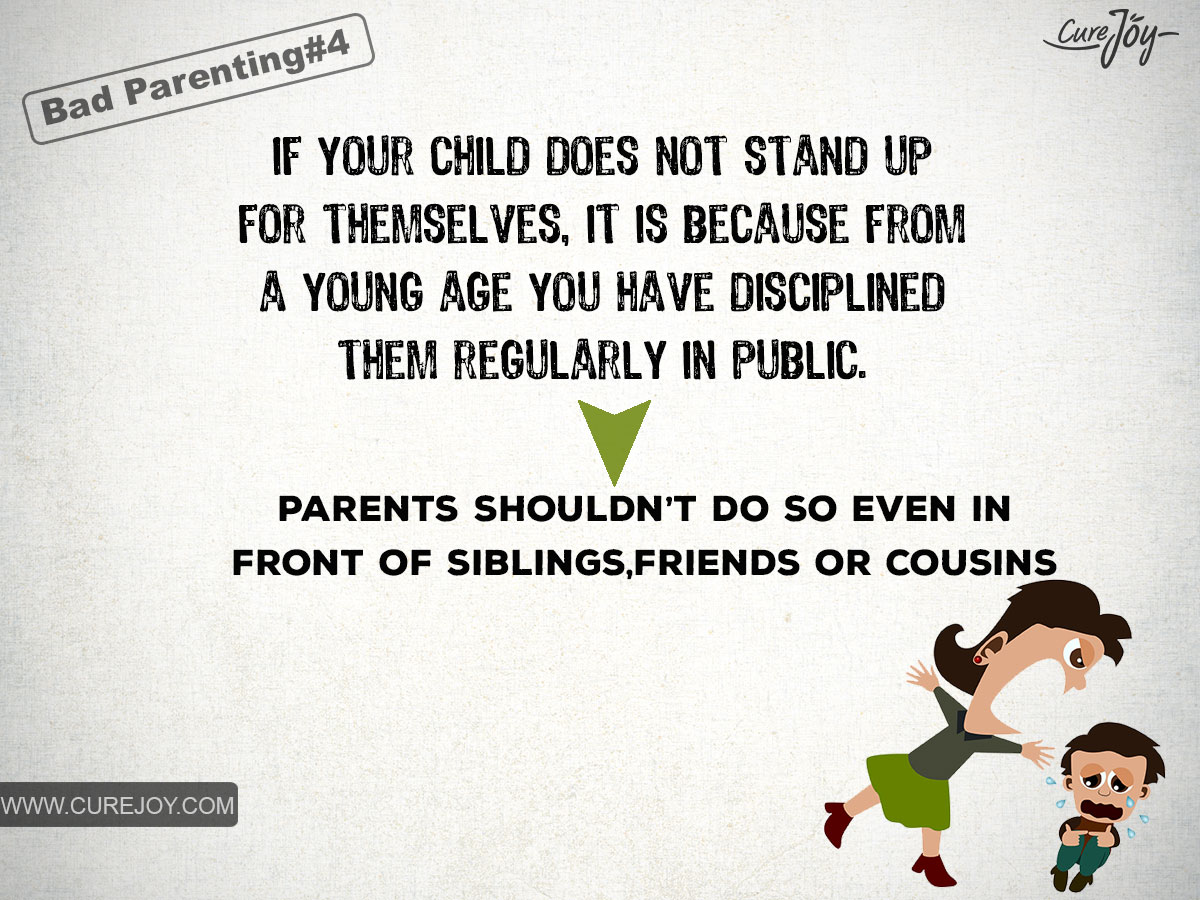 Bad Parenting#4
Cure Joy
IF YOUR CHILD DOES NOT STAND UP
FOR THEMSELVES, IT IS BECAUSE FROM
A YOUNG AGE YOU HAVE DISCIPLINED
THEM REGULARLY IN PUBLIC.
PARENTS SHOULDN'T DO SO EVEN IN
FRONT OF SIBLINGS,FRIENDS OR COUSINS
WWW.CUREJOY.COM